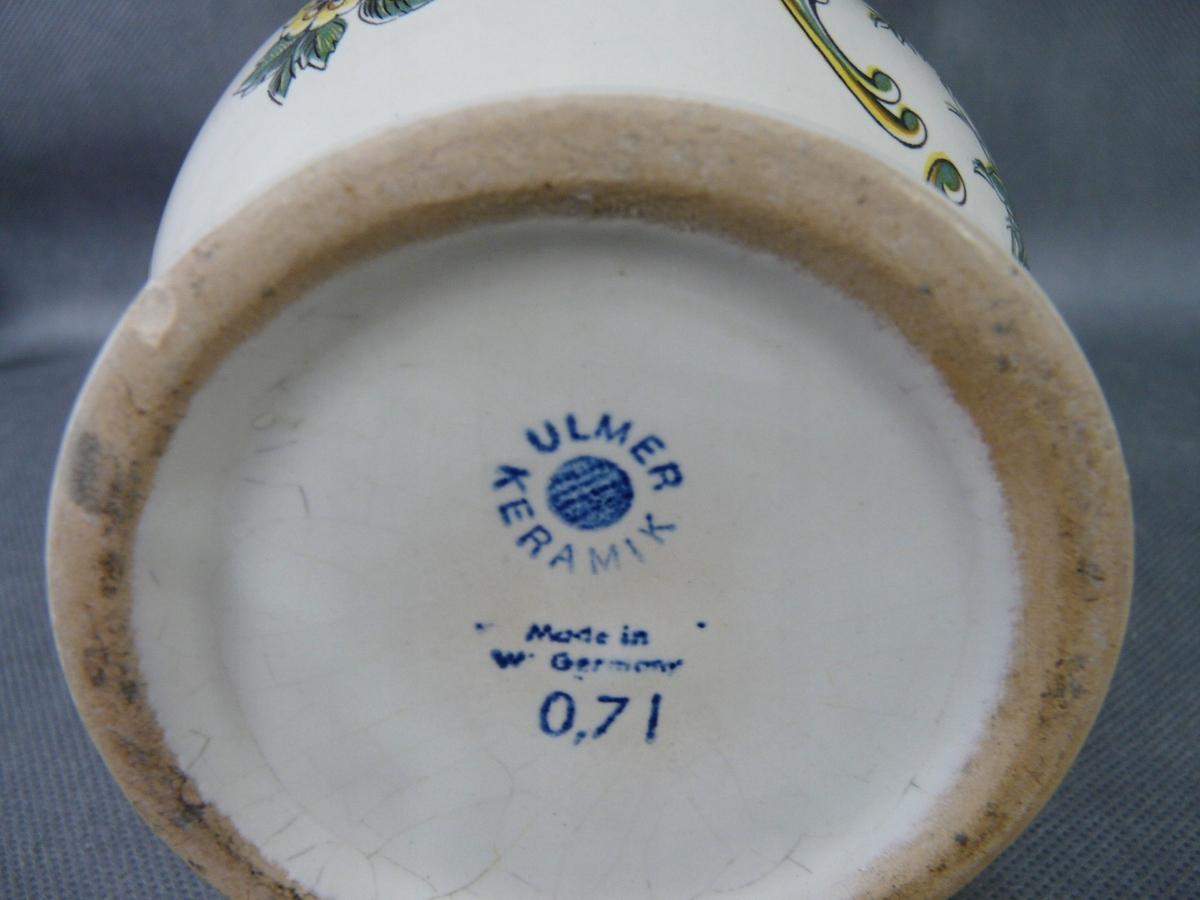 ULMER
KERAMIK
Made in
W. Germany
0,7 l